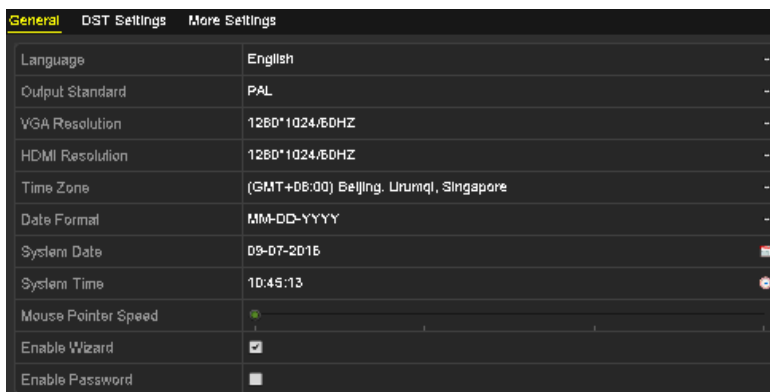 General DST Settings More Settings
Language English
Output Standard PAL
VGA Resolution 1280*1024/60HZ
HDMI Resolution 1280*1024/60HZ
Time Zone (GMT+08:00) Beijing, Urumqi, Singapore
Date Format MM-DD-YYYY
System Date 09-07-2015
System Time 10:45:13
Mouse Pointer Speed
Enable Wizard
Enable Password